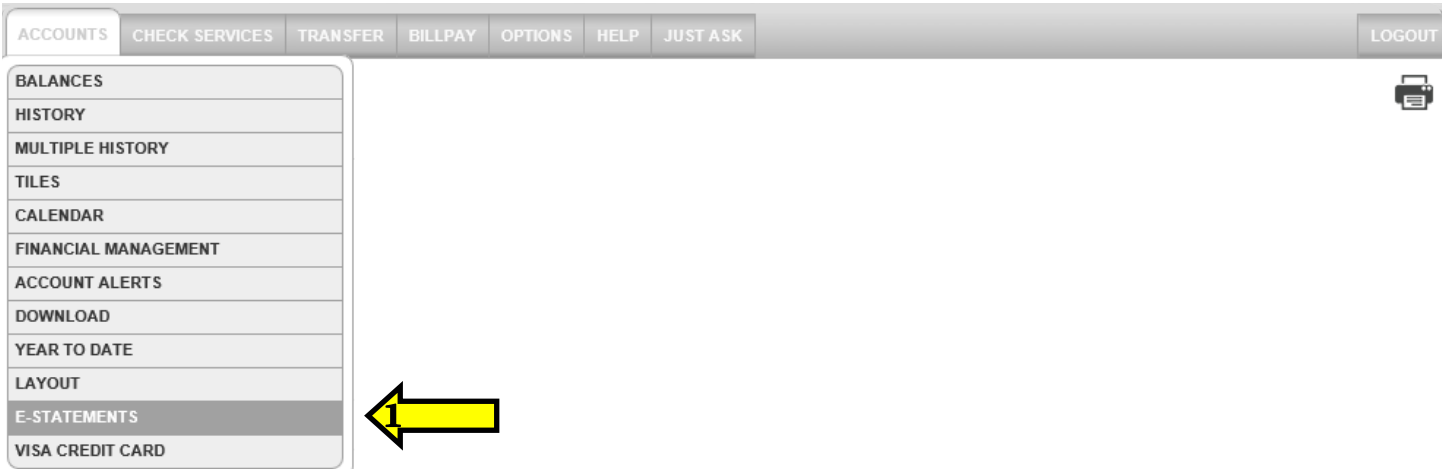 ACCOUNTS CHECK SERVICES TRANSFER BILLPAY OPTIONS HELP JUST ASK LOGOUT
BALANCES
HISTORY
MULTIPLE HISTORY
TILES
CALENDAR
FINANCIAL MANAGEMENT
ACCOUNT ALERTS
DOWNLOAD
YEAR TO DATE
LAYOUT
E-STATEMENTS 1
VISA CREDIT CARD